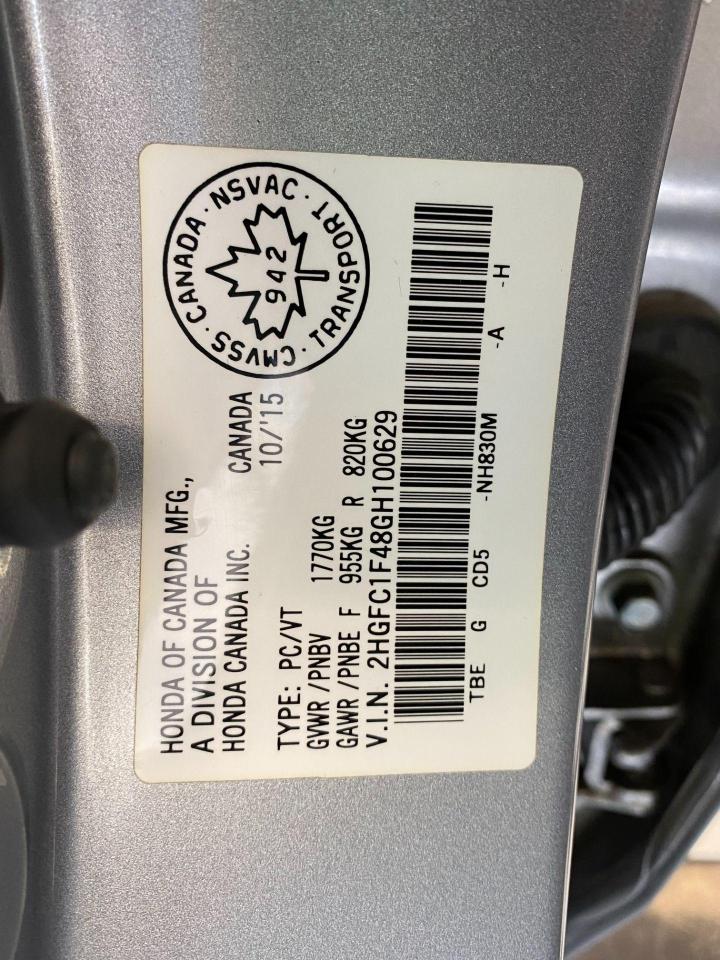 HONDA OF CANADA MFG.,
A DIVISION OF
HONDA CANADA INC. CANADA
10/'15
CMVSS · CANADA · NSVAC · TRANSPORT ·
942
TYPE: PC/VT
GVWR /PNBV 1770KG
GAWR /PNBE F 955KG R 820KG
V.I.N. 2HGFC1F48GH100629
TBE G CD5 -NH830M -A -H